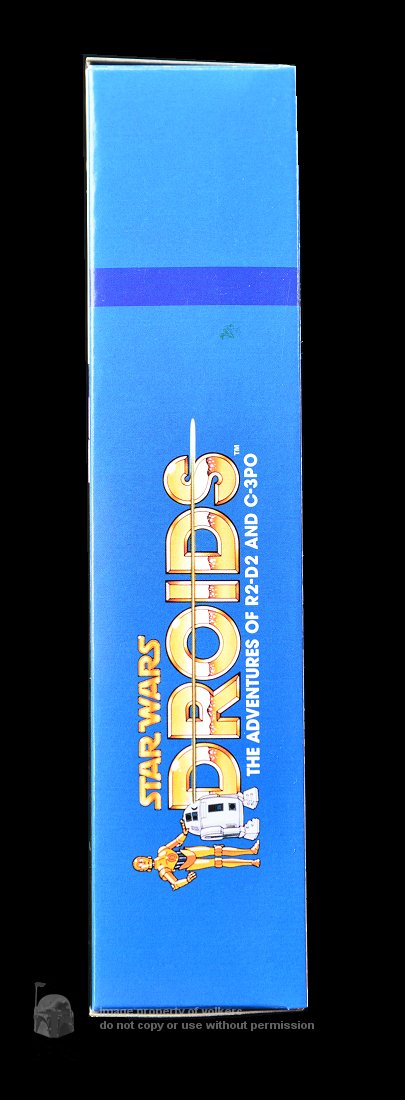 STAR WARS
DROIDS™
THE ADVENTURES OF R2-D2 AND C-3PO
image property of volkerc
do not copy or use without permission